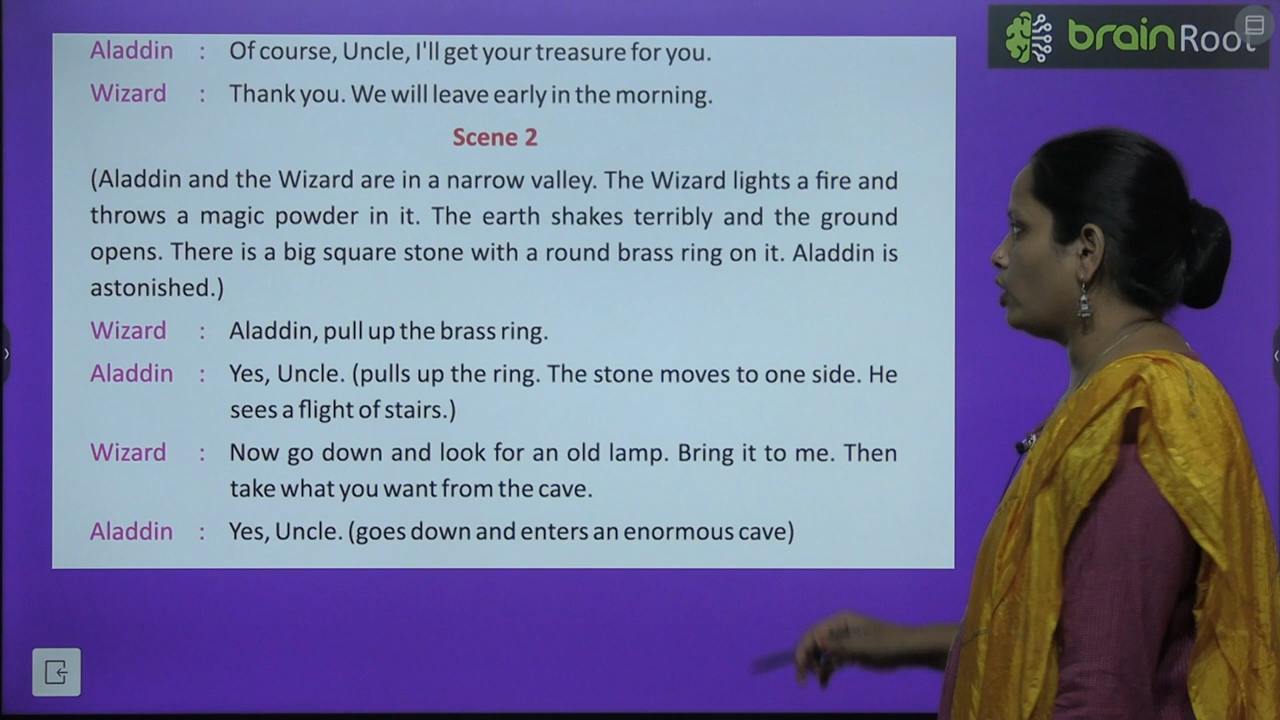 brainRoot
Aladdin : Of course, Uncle, I'll get your treasure for you.
Wizard : Thank you. We will leave early in the morning.
Scene 2
(Aladdin and the Wizard are in a narrow valley. The Wizard lights a fire and
throws a magic powder in it. The earth shakes terribly and the ground
opens. There is a big square stone with a round brass ring on it. Aladdin is
astonished.)
Wizard : Aladdin, pull up the brass ring.
Aladdin : Yes, Uncle. (pulls up the ring. The stone moves to one side. He
sees a flight of stairs.)
Wizard : Now go down and look for an old lamp. Bring it to me. Then
take what you want from the cave.
Aladdin : Yes, Uncle. (goes down and enters an enormous cave)